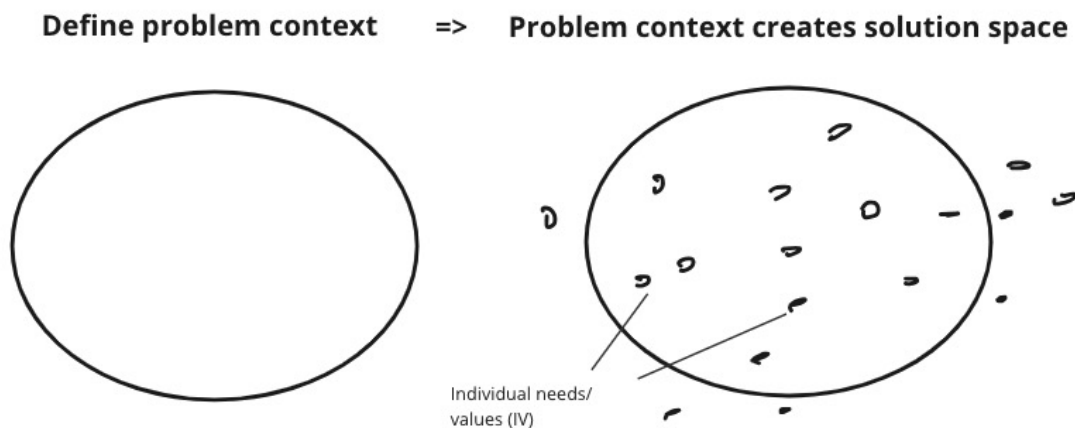 Define problem context => Problem context creates solution space
Individual needs/
values (IV)